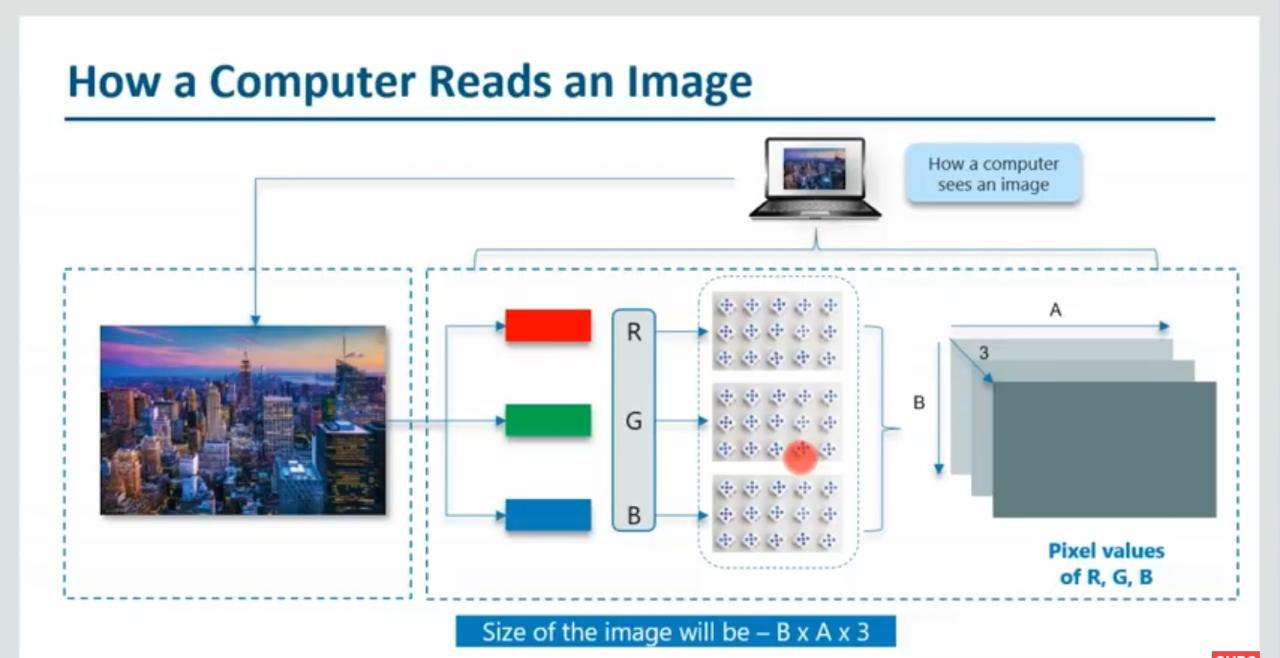 How a Computer Reads an Image
How a computer
sees an image
R
G
B
A
3
B
Pixel values
of R, G, B
Size of the image will be – B x A x 3